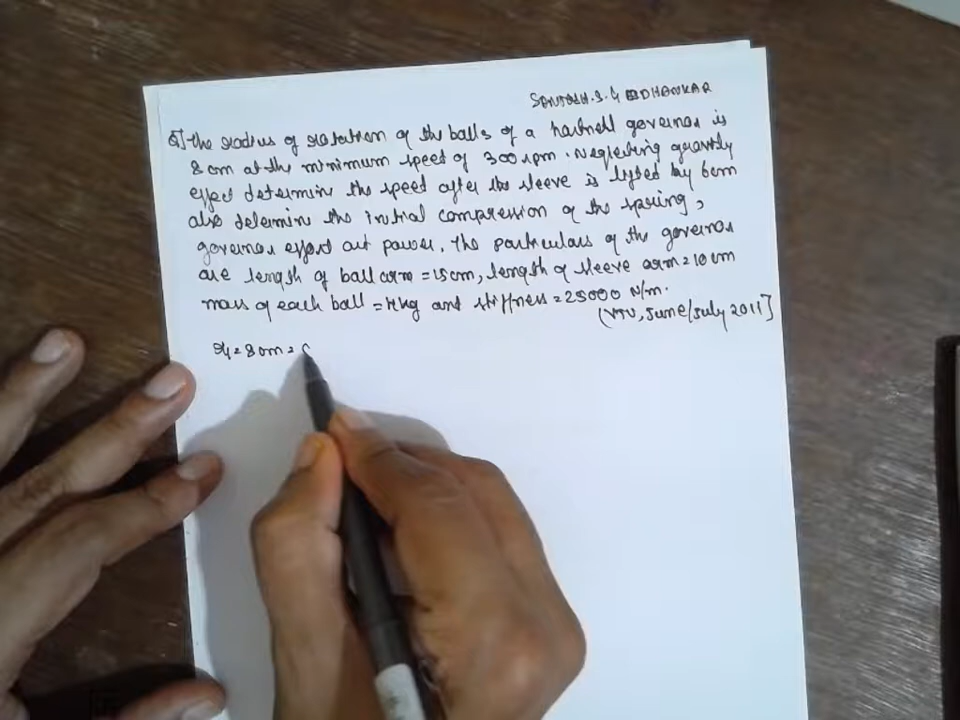 SANTOSH.S.G BDHANKAR
Q] the radius of rotation of the balls of a hartnell governor is
8 cm at the minimum speed of 300 rpm. Neglecting gravity
effect determine the speed after the sleeve is lifted by 6cm
also determine the initial compression of the spring,
governor effort and power. The particulars of the governor
are length of ball arm = 15cm, length of sleeve arm = 10 cm
mass of each ball = 4kg and stiffness = 25000 N/m.
(VTU, June/July 2011]
r1 = 8 cm = 0